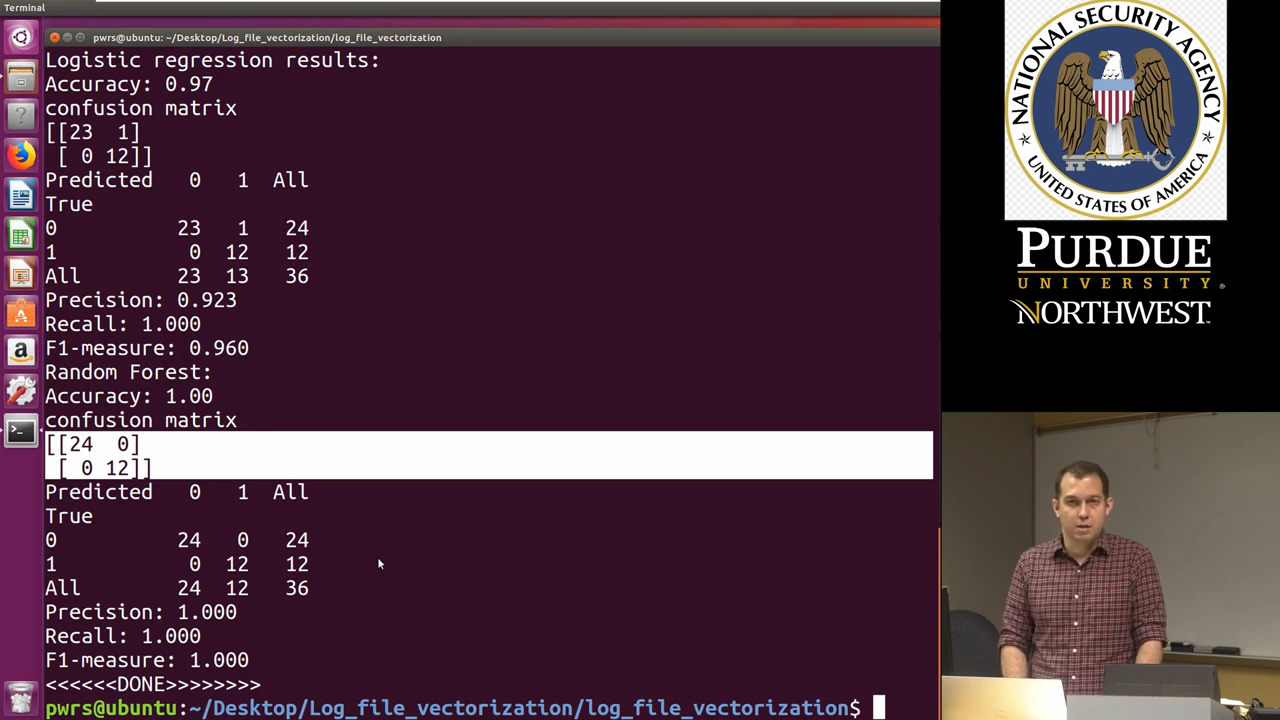 Terminal
pwrs@ubuntu: ~/Desktop/Log_file_vectorization/log_file_vectorization
Logistic regression results:
Accuracy: 0.97
confusion matrix
[[23  1]
 [ 0 12]]
Predicted   0   1  All
True
0          23   1   24
1           0  12   12
All        23  13   36
Precision: 0.923
Recall: 1.000
F1-measure: 0.960
Random Forest:
Accuracy: 1.00
confusion matrix
[[24  0]
 [ 0 12]]
Predicted   0   1  All
True
0          24   0   24
1           0  12   12
All        24  12   36
Precision: 1.000
Recall: 1.000
F1-measure: 1.000
<<<<<<DONE>>>>>>>>
pwrs@ubuntu:~/Desktop/Log_file_vectorization/log_file_vectorization$
NATIONAL SECURITY AGENCY
UNITED STATES OF AMERICA
PURDUE
UNIVERSITY®
NORTHWEST™